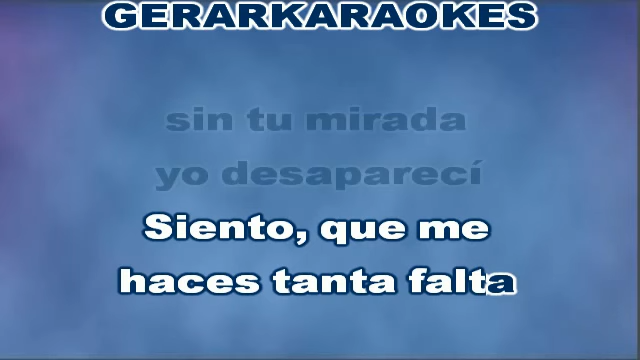 GERARKARAOKES
sin tu mirada
yo desaparecí
Siento, que me
haces tanta falta